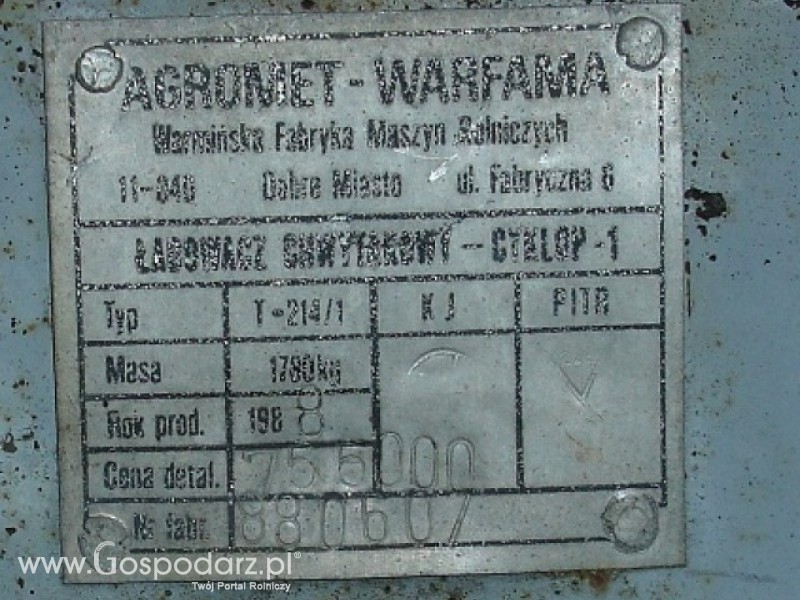 AGROMET-WARFAMA
Warmińska Fabryka Maszyn Rolniczych
11-040 Dobre Miasto ul. Fabryczna 6
ŁADOWACZ CHWYTAKOWY - CYKLOP-1
Typ T-214/1 KJ PITR
Masa 1780kg
Rok prod. 1988
Cena detal. 755000
Nr fabr. 880607
www.Gospodarz.pl®
Twój Portal Rolniczy